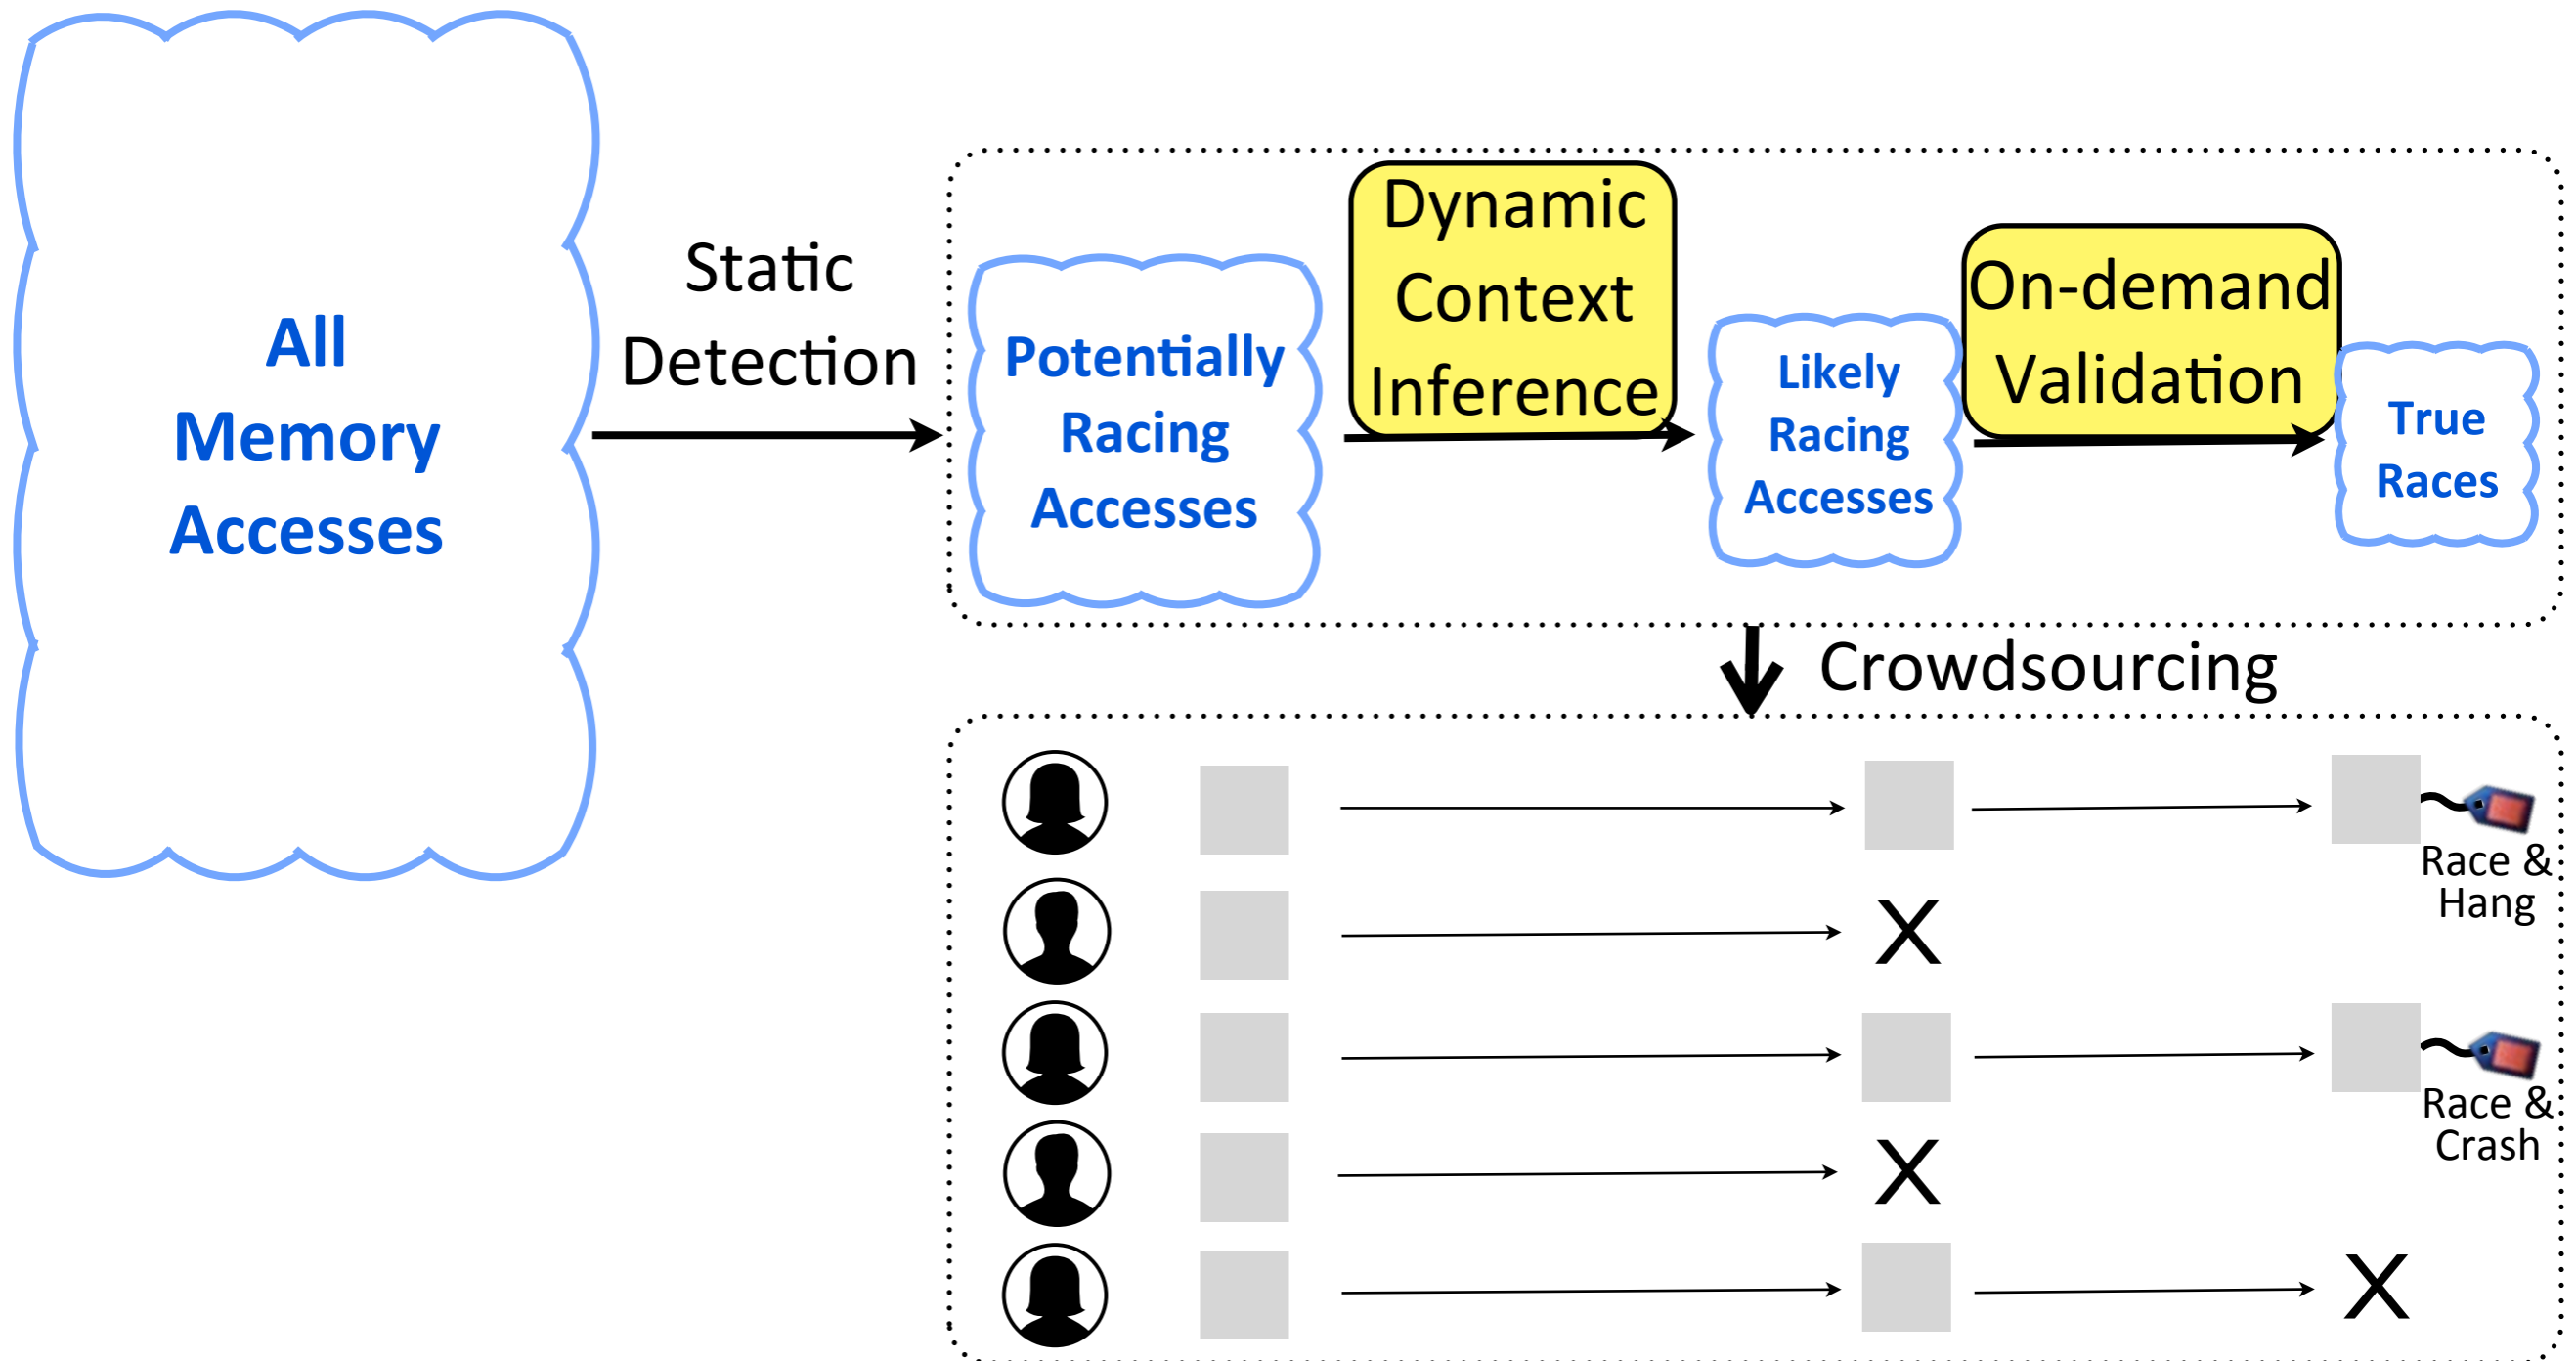 All
Memory
Accesses
Static
Detection
Potentially
Racing
Accesses
Dynamic
Context
Inference
Likely
Racing
Accesses
On-demand
Validation
True
Races
Crowdsourcing
Race &
Hang
X
Race &
Crash
X
X